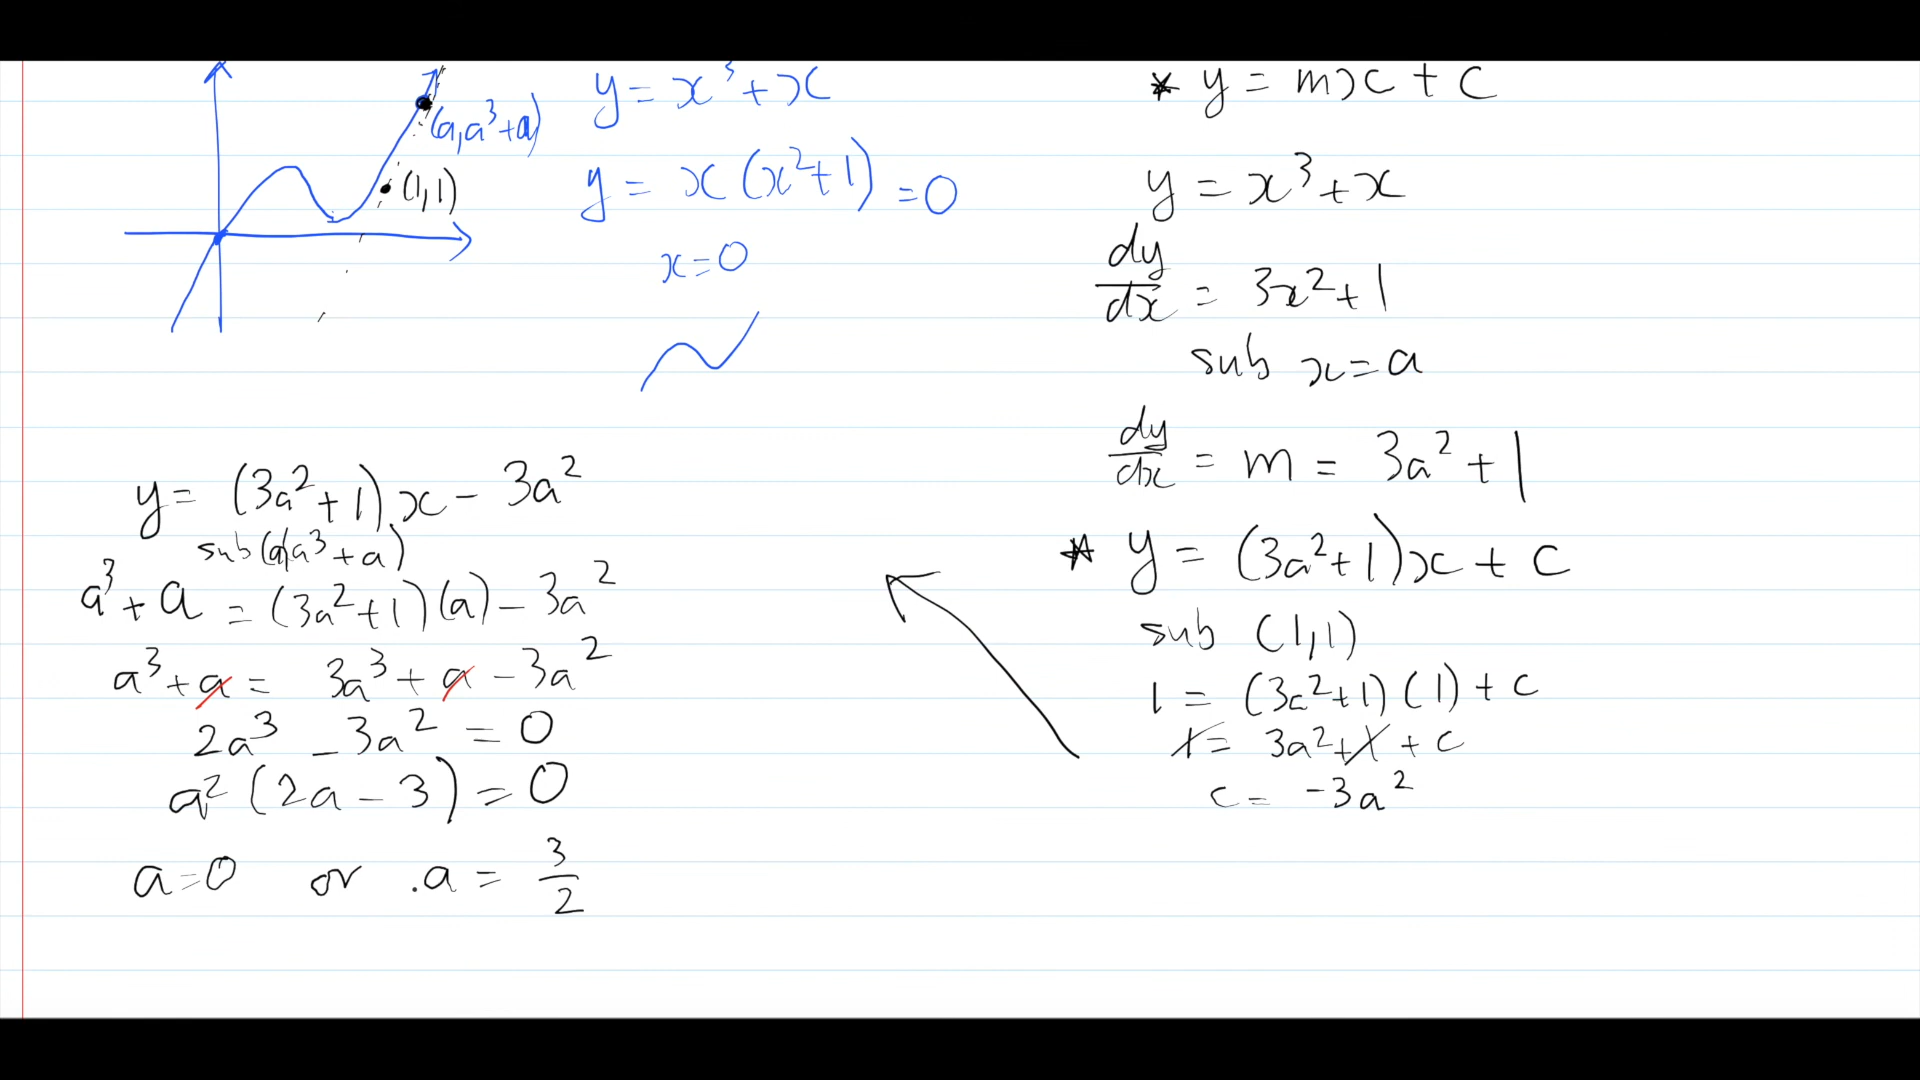 y = x³ + x
(a, a³ + a)
y = x (x² + 1) = 0
(1,1)
x = 0
y = (3a² + 1) x - 3a²
sub (a, a³ + a)
a³ + a = (3a² + 1) (a) - 3a²
a³ + a = 3a³ + a - 3a²
2a³ - 3a² = 0
a² (2a - 3) = 0
a = 0 or . a = 3/2
* y = mx + c
y = x³ + x
dy/dx = 3x² + 1
sub x = a
dy/dx = m = 3a² + 1
* y = (3a² + 1) x + c
sub (1,1)
1 = (3a² + 1) (1) + c
1 = 3a² + 1 + c
c = -3a²